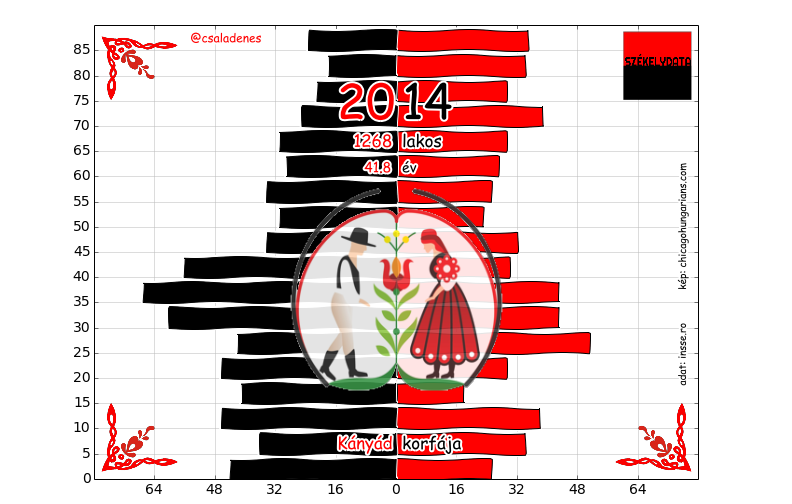 @csaladenes
SZÉKELYDATA
2014
1268 lakos
41.8 év
kép: chicagohungarians.com
adat: insse.ro
Kányád korfája
85
80
75
70
65
60
55
50
45
40
35
30
25
20
15
10
5
0
64 48 32 16 0 16 32 48 64